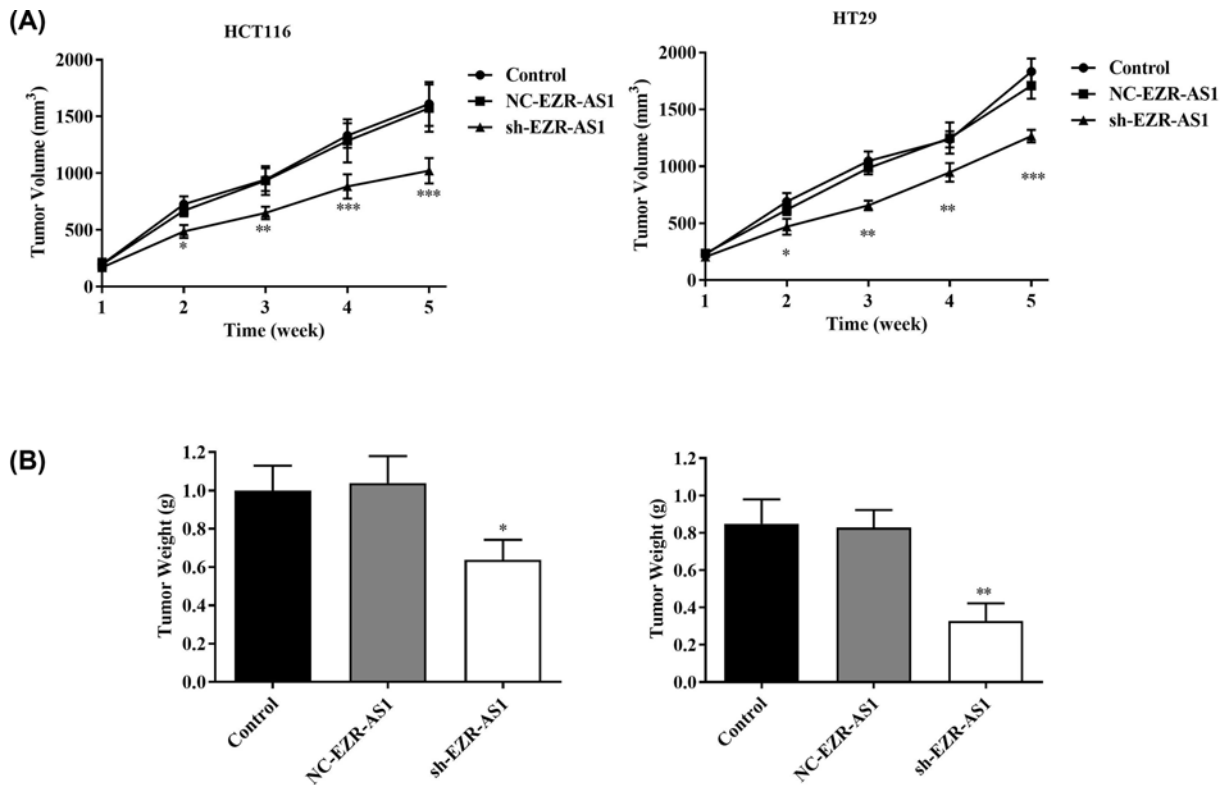 (A)
HCT116
2000
1500
1000
500
0
Tumor Volume (mm³)
*
**
***
***
1 2 3 4 5
Time (week)
Control
NC-EZR-AS1
sh-EZR-AS1
HT29
2000
1500
1000
500
0
Tumor Volume (mm³)
*
**
**
***
1 2 3 4 5
Time (week)
Control
NC-EZR-AS1
sh-EZR-AS1
(B)
1.2
1.0
0.8
0.6
0.4
0.2
0.0
Tumor Weight (g)
*
Control
NC-EZR-AS1
sh-EZR-AS1
1.2
1.0
0.8
0.6
0.4
0.2
0.0
Tumor Weight (g)
**
Control
NC-EZR-AS1
sh-EZR-AS1